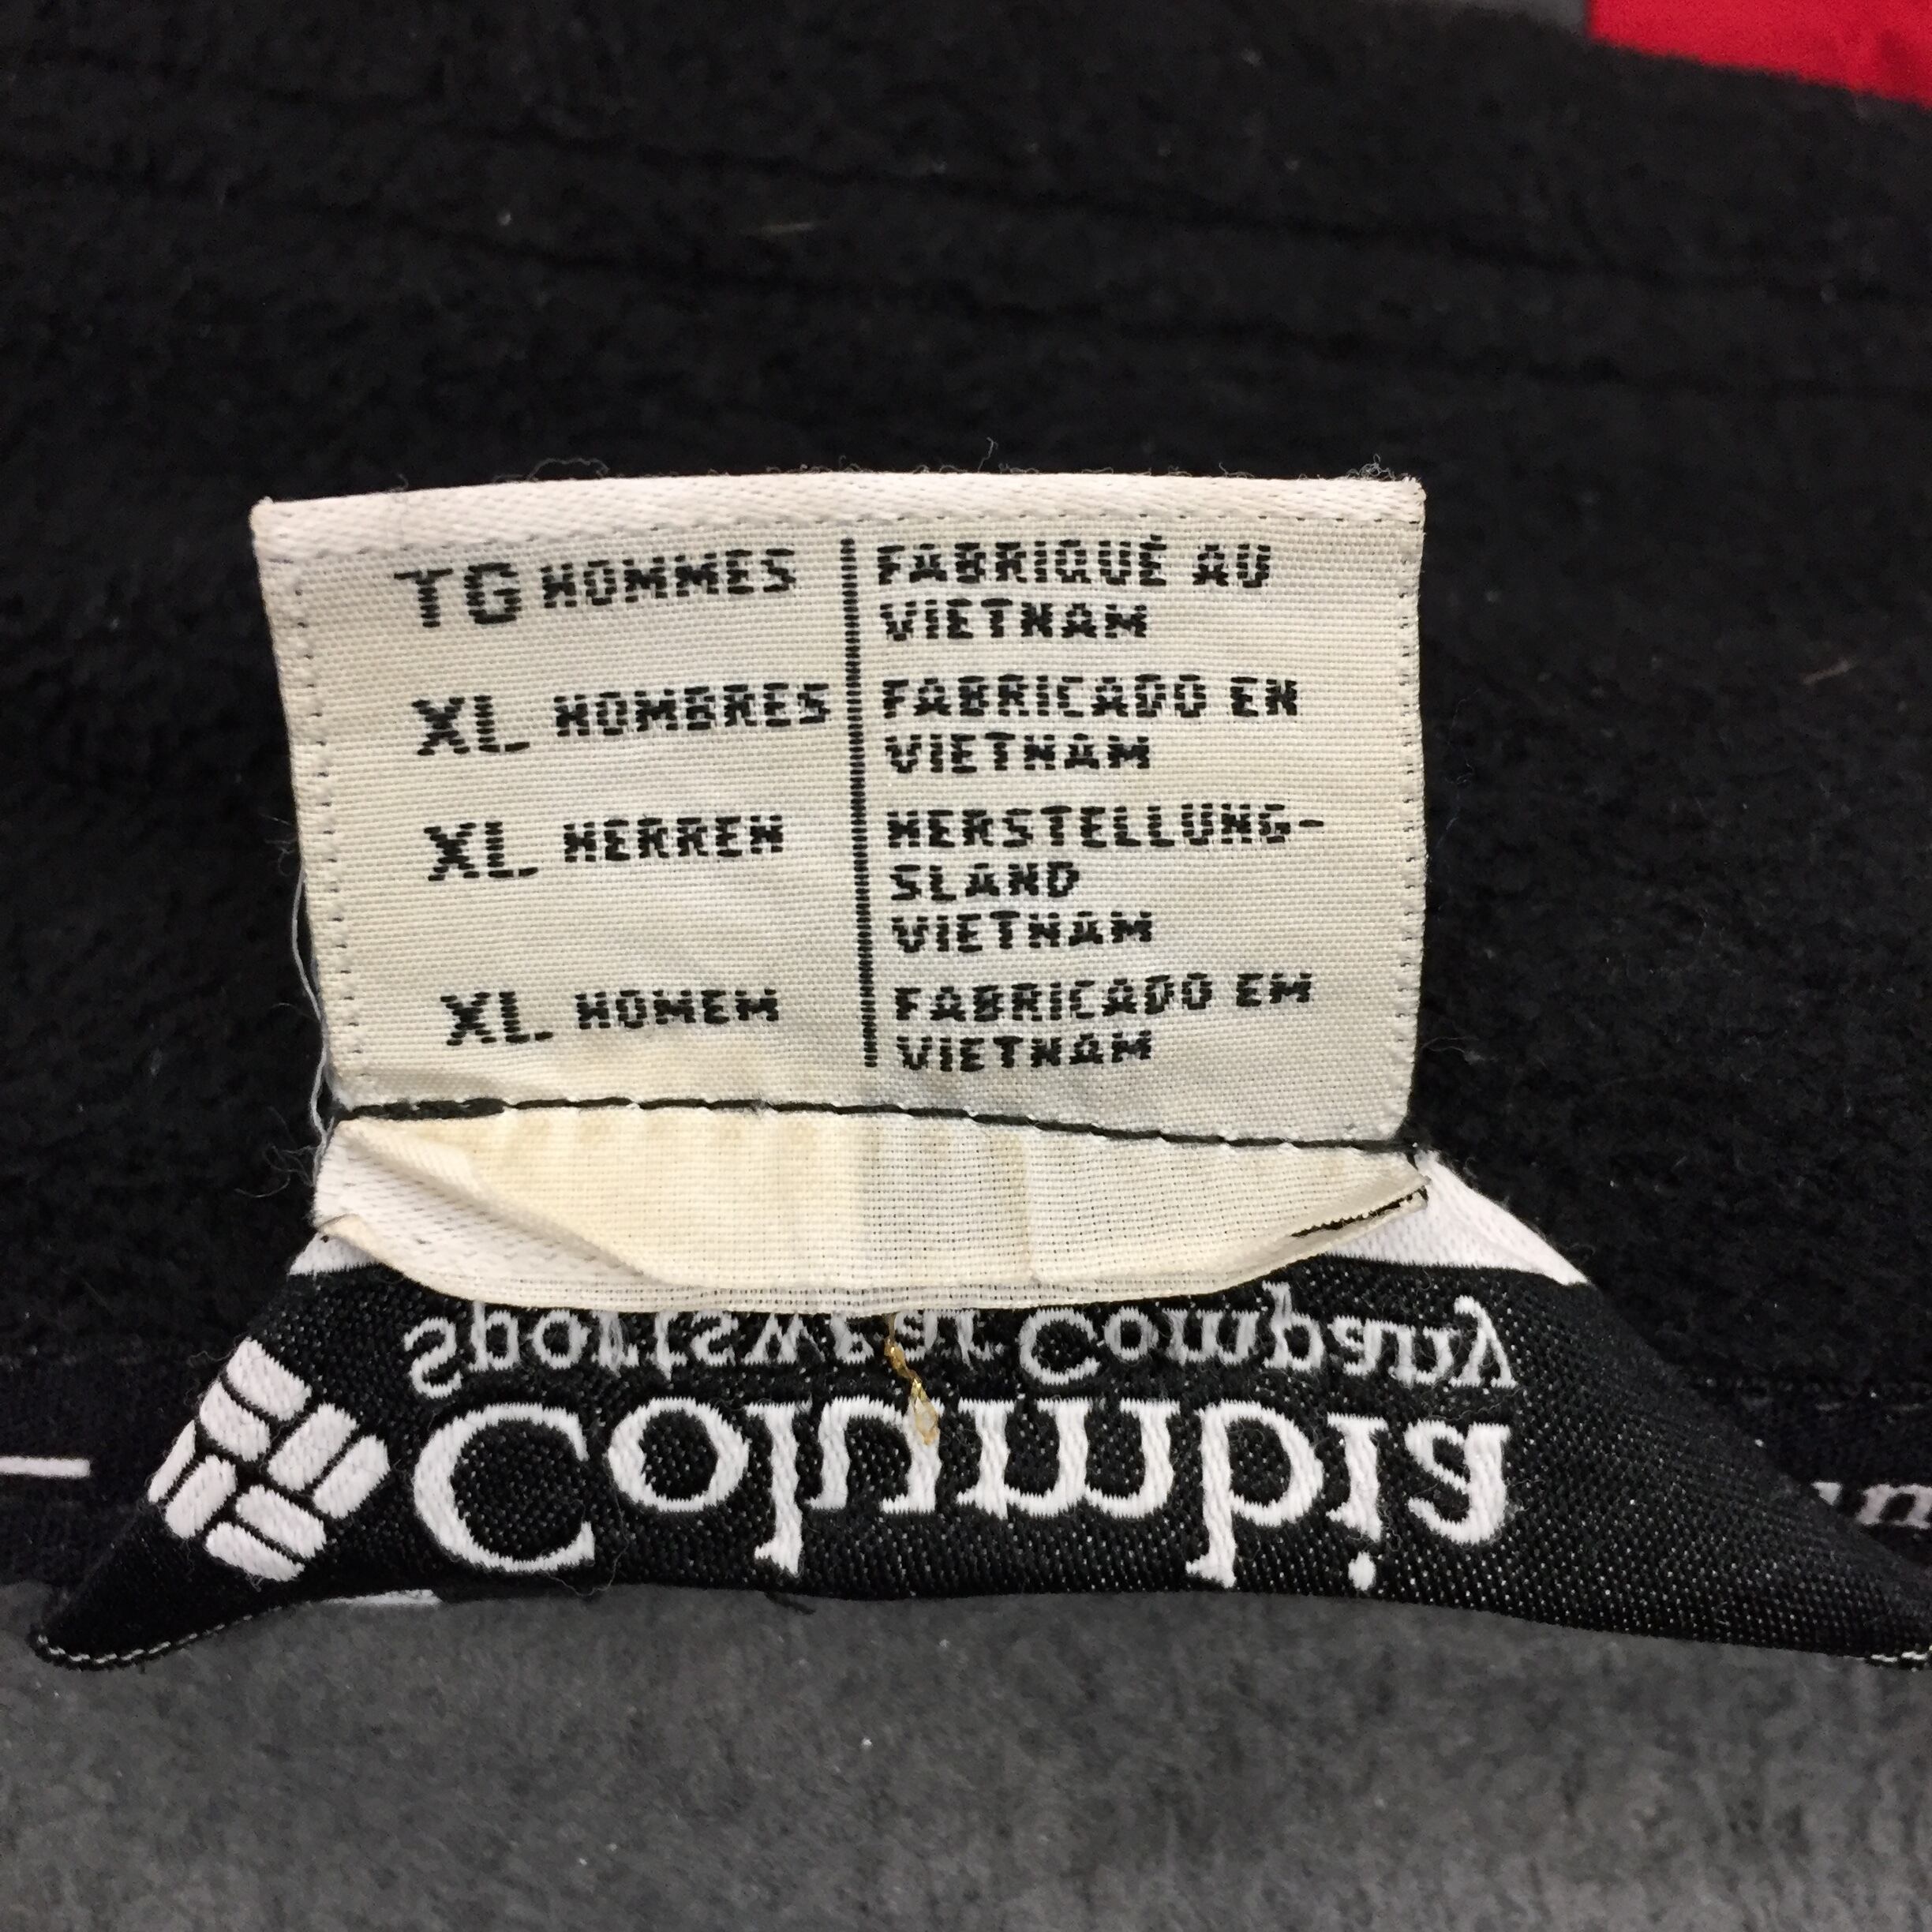 TG HOMMES
FABRIQUÉ AU
VIETNAM
XL HOMBRES
FABRICADO EN
VIETNAM
XL HERREN
HERSTELLUNG-
SLAND
VIETNAM
XL HOMEM
FABRICADO EM
VIETNAM
Columbia
Sportswear Company